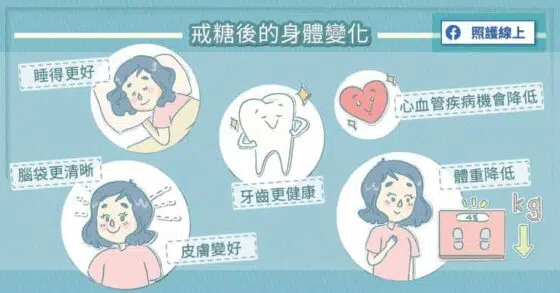 戒糖後的身體變化
照護線上
睡得更好
心血管疾病機會降低
腦袋更清晰
牙齒更健康
體重降低
皮膚變好
45
kg